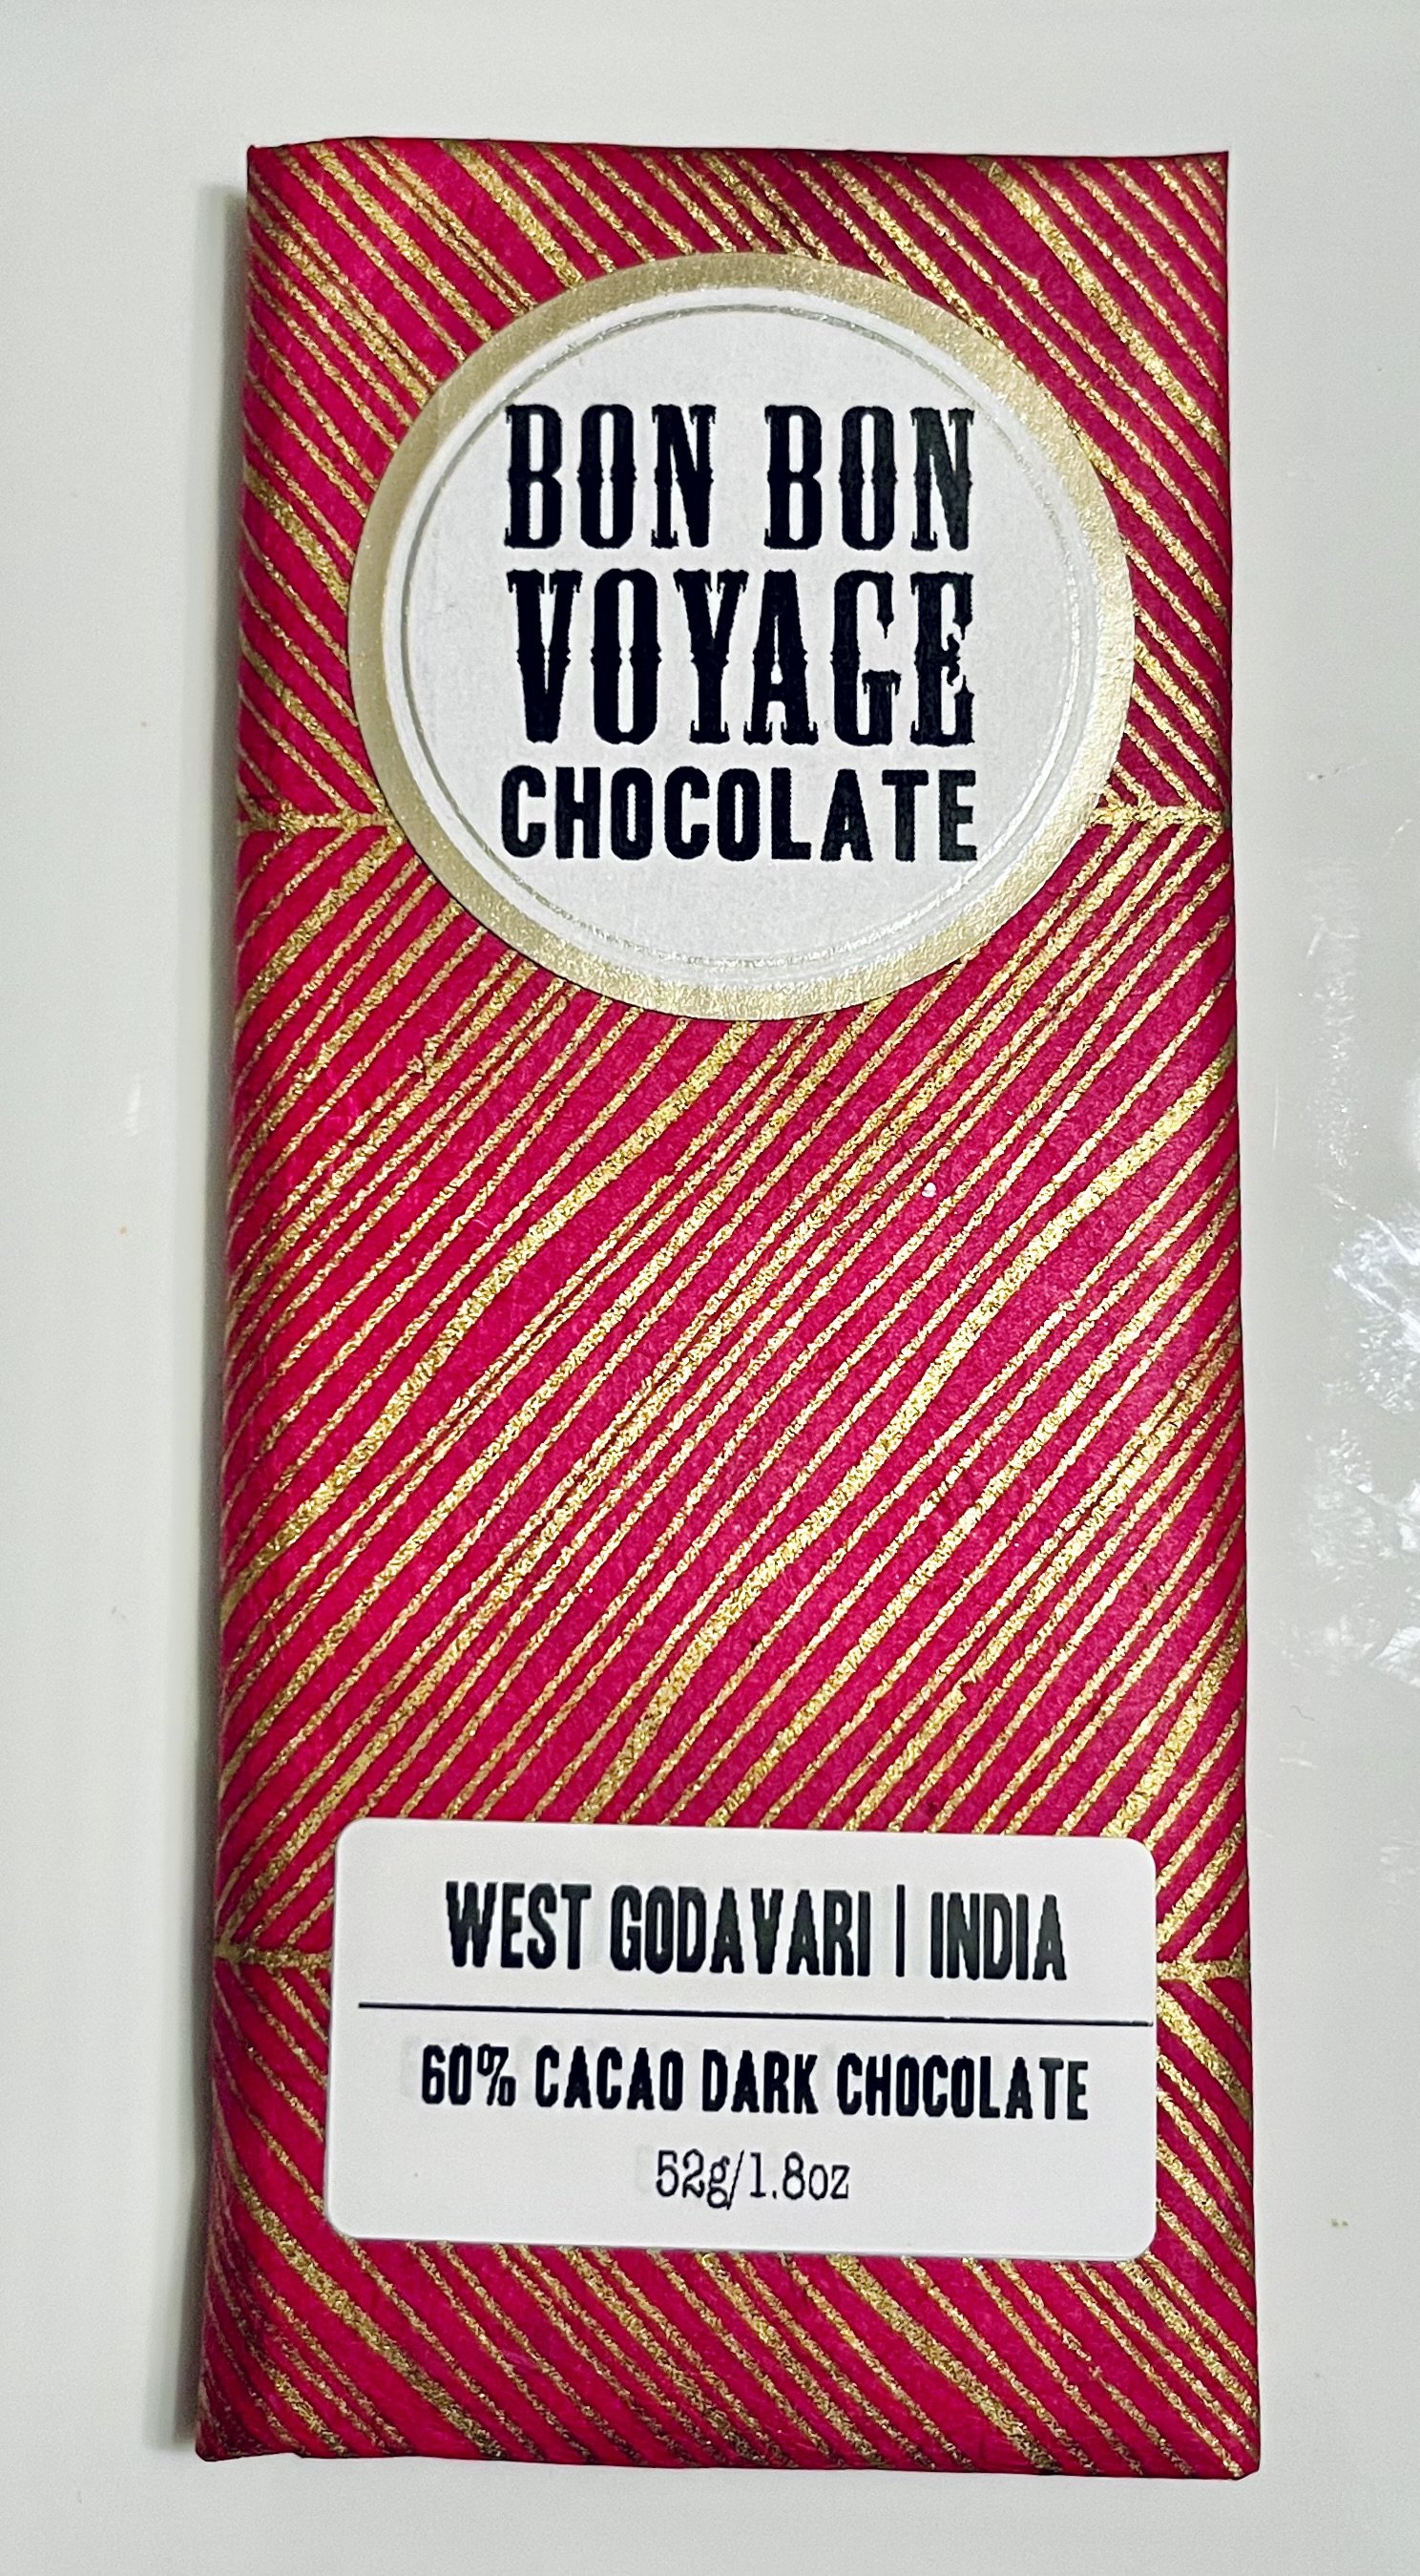 BON BON
VOYAGE
CHOCOLATE
WEST GODAVARI | INDIA
60% CACAO DARK CHOCOLATE
52g/1.8oz